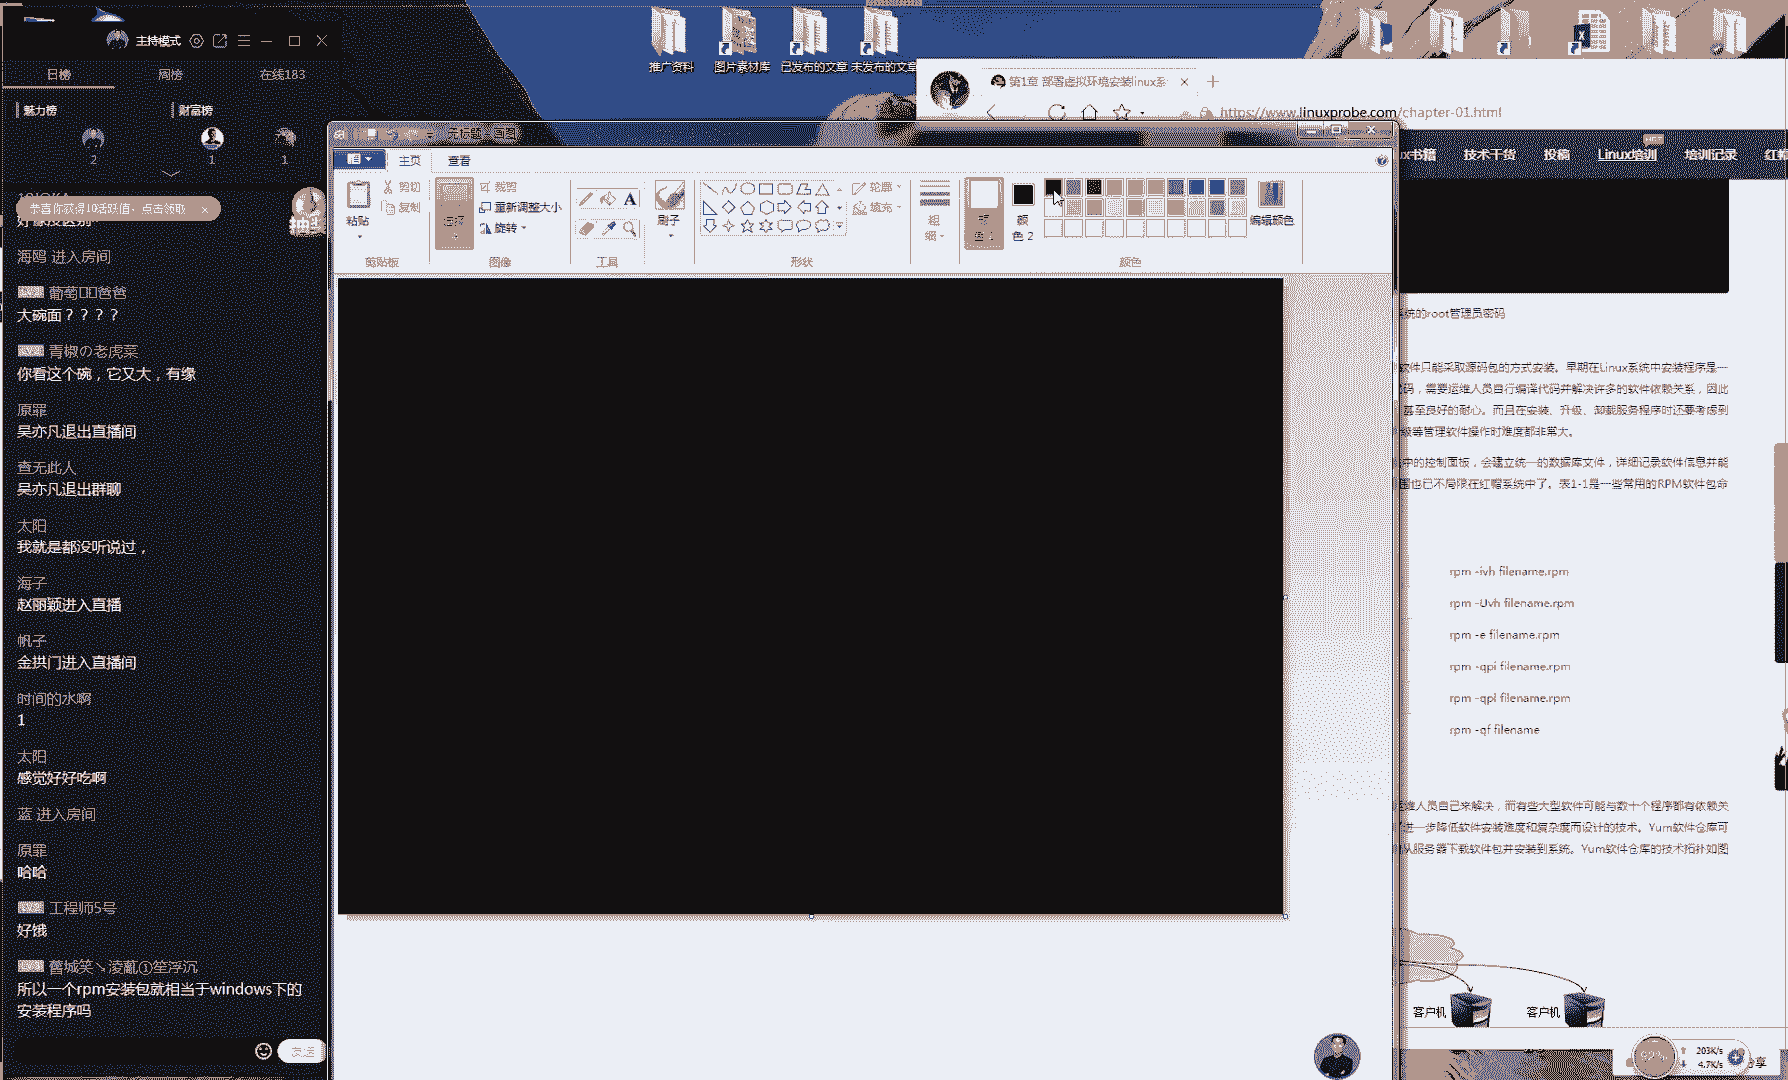 主持模式
日榜
周榜
在线183
魅力榜
财富榜
2
1
1
恭喜你获得10活跃值，点击领取
海鸥 进入房间
大碗面？？？？
青椒の老虎菜
你看这个碗，它又大，有缘
原罪
吴亦凡退出直播间
查无此人
吴亦凡退出群聊
太阳
我就是都没听说过，
海子
赵丽颖进入直播
帆子
金拱门进入直播间
时间的水啊
1
太阳
感觉好好吃啊
蓝 进入房间
原罪
哈哈
工程师5号
好饿
舊城笑↘淩亂①笙浮沉
所以一个rpm安装包就相当于windows下的
安装程序吗
发送
推广资料
图片素材库
已发布的文章
未发布的文章
第1章 部署虚拟环境安装linux系
https://www.linuxprobe.com/chapter-01.html
无标题 - 画图
主页
查看
粘贴
剪切
复制
剪贴板
选择
裁剪
重新调整大小
旋转
图像
工具
刷子
轮廓
填充
形状
粗
细
颜
色 1
颜
色 2
编辑颜色
颜色
x书籍
技术干货
投稿
Linux培训
培训记录
统的root管理员密码
软件只能采取源码包的方式安装。早期在Linux系统中安装程序是一
码，需要运维人员自行编译代码并解决许多的软件依赖关系，因此
甚至良好的耐心。而且在安装、升级、卸载服务程序时还要考虑到
级等管理软件操作时难度都非常大。
中的控制面板，会建立统一的数据库文件，详细记录软件信息并能
围也已不局限在红帽系统中了。表1-1是一些常用的RPM软件包命
rpm -ivh filename.rpm
rpm -Uvh filename.rpm
rpm -e filename.rpm
rpm -qpi filename.rpm
rpm -qpl filename.rpm
rpm -qf filename
维人员自己来解决，而有些大型软件可能与数十个程序都有依赖关
进一步降低软件安装难度和复杂度而设计的技术。Yum软件仓库可
从服务器下载软件包并安装到系统。Yum软件仓库的技术拓扑如图
客户机
客户机
92%
203K/s
4.7K/s